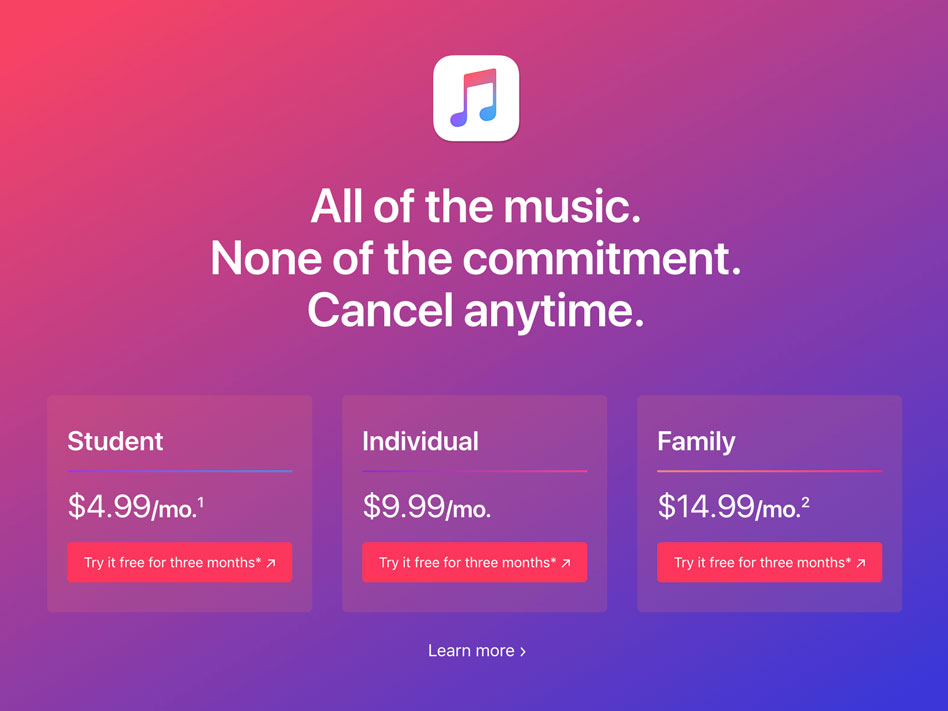 All of the music.
None of the commitment.
Cancel anytime.
Student
$4.99/mo.¹
Try it free for three months* ↗
Individual
$9.99/mo.
Try it free for three months* ↗
Family
$14.99/mo.²
Try it free for three months* ↗
Learn more ›